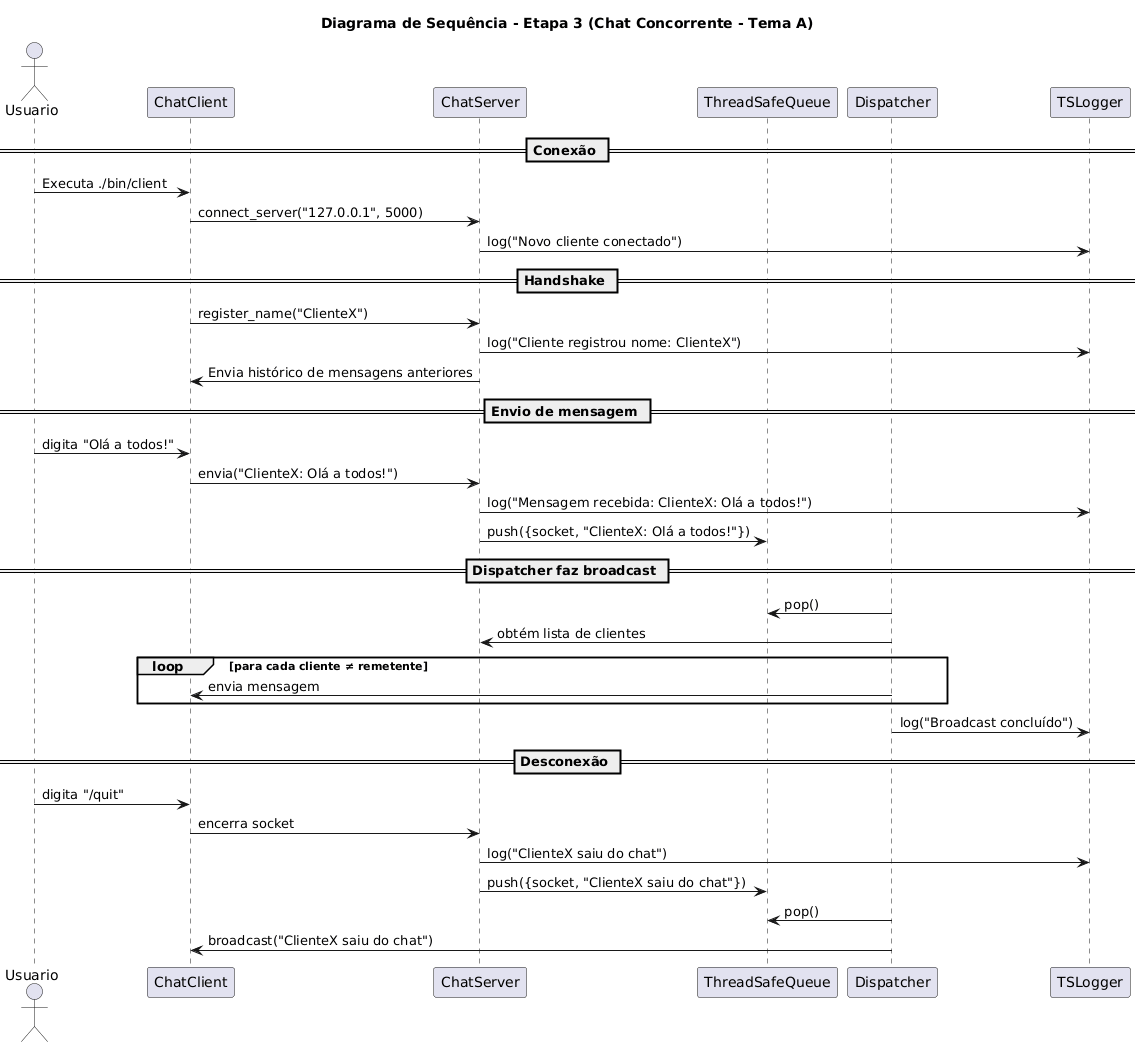 Diagrama de Sequência - Etapa 3 (Chat Concorrente - Tema A)
Usuario
ChatClient
ChatServer
ThreadSafeQueue
Dispatcher
TSLogger
Conexão
Executa ./bin/client
connect_server("127.0.0.1", 5000)
log("Novo cliente conectado")
Handshake
register_name("ClienteX")
log("Cliente registrou nome: ClienteX")
Envia histórico de mensagens anteriores
Envio de mensagem
digita "Olá a todos!"
envia("ClienteX: Olá a todos!")
log("Mensagem recebida: ClienteX: Olá a todos!")
push({socket, "ClienteX: Olá a todos!"})
Dispatcher faz broadcast
pop()
obtém lista de clientes
loop
[para cada cliente ≠ remetente]
envia mensagem
log("Broadcast concluído")
Desconexão
digita "/quit"
encerra socket
log("ClienteX saiu do chat")
push({socket, "ClienteX saiu do chat"})
pop()
broadcast("ClienteX saiu do chat")
Usuario
ChatClient
ChatServer
ThreadSafeQueue
Dispatcher
TSLogger